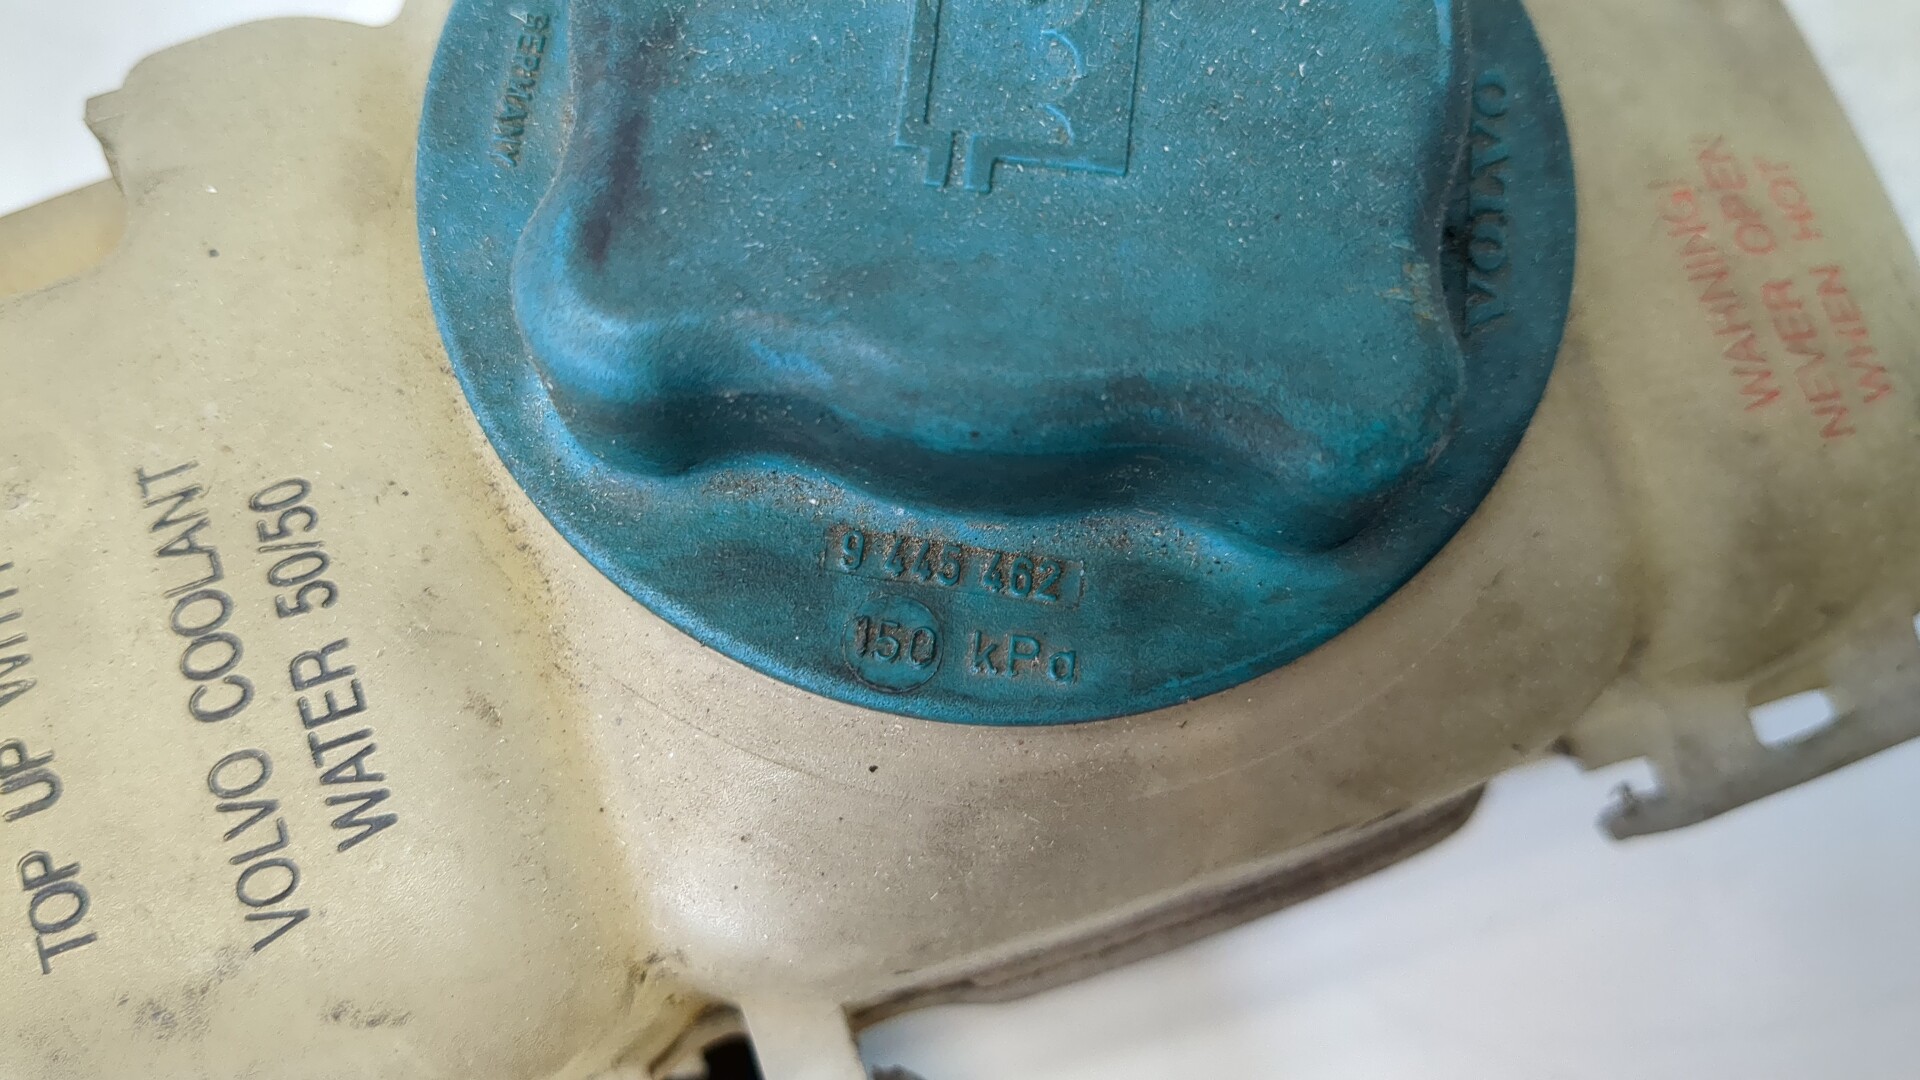 GERMANY
VOLVO
WARNING!
NEVER OPEN
WHEN HOT
9 445 462
150 kPa
TOP UP WITH
VOLVO COOLANT
WATER 50/50